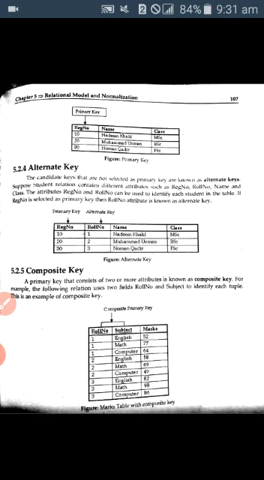 84% 9:31 am
Chapter 5 ⇒ Relational Model and Normalization 107
Primary Key
RegNo Name Class
10 Nadeem Khalid MSc
20 Muhammad Usman BSc
30 Noman Qadir FSc
Figure: Primary Key
5.2.4 Alternate Key
The candidate keys that are not selected as primary key are known as alternate keys.
Suppose Student relation contains different attributes such as RegNo, RollNo, Name and
Class. The attributes RegNo and RollNo can be used to identify each student in the table. If
RegNo is selected as primary key then RollNo attribute is known as alternate key.
Primary Key Alternate Key
RegNo RollNo Name Class
10 1 Nadeem Khalid MSc
20 2 Muhammad Usman BSc
30 3 Noman Qadir FSc
Figure: Alternate Key
5.2.5 Composite Key
A primary key that consists of two or more attributes is known as composite key. For
example, the following relation uses two fields RollNo and Subject to identify each tuple.
This is an example of composite key.
Composite Primary Key
RollNo Subject Marks
1 English 52
1 Math 77
1 Computer 64
2 English
2 Math 69
2 Computer 49
3 English 87
3 Math 98
3 Computer 86
Figure: Marks Table with composite key